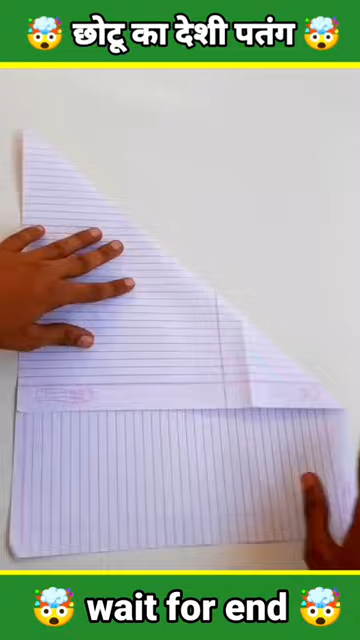 🤯 छोटू का देशी पतंग 🤯
🤯 wait for end 🤯